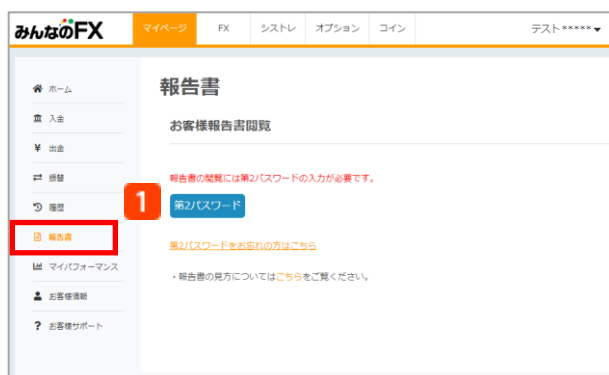 みんなのFX
マイページ FX シストレ オプション コイン テスト*****▼
ホーム
入金
¥ 出金
振替
履歴
報告書
マイパフォーマンス
お客様情報
? お客様サポート
報告書
お客様報告書閲覧
報告書の閲覧には第2パスワードの入力が必要です。
1 第2パスワード
第2パスワードをお忘れの方はこちら
・報告書の見方についてはこちらをご覧ください。